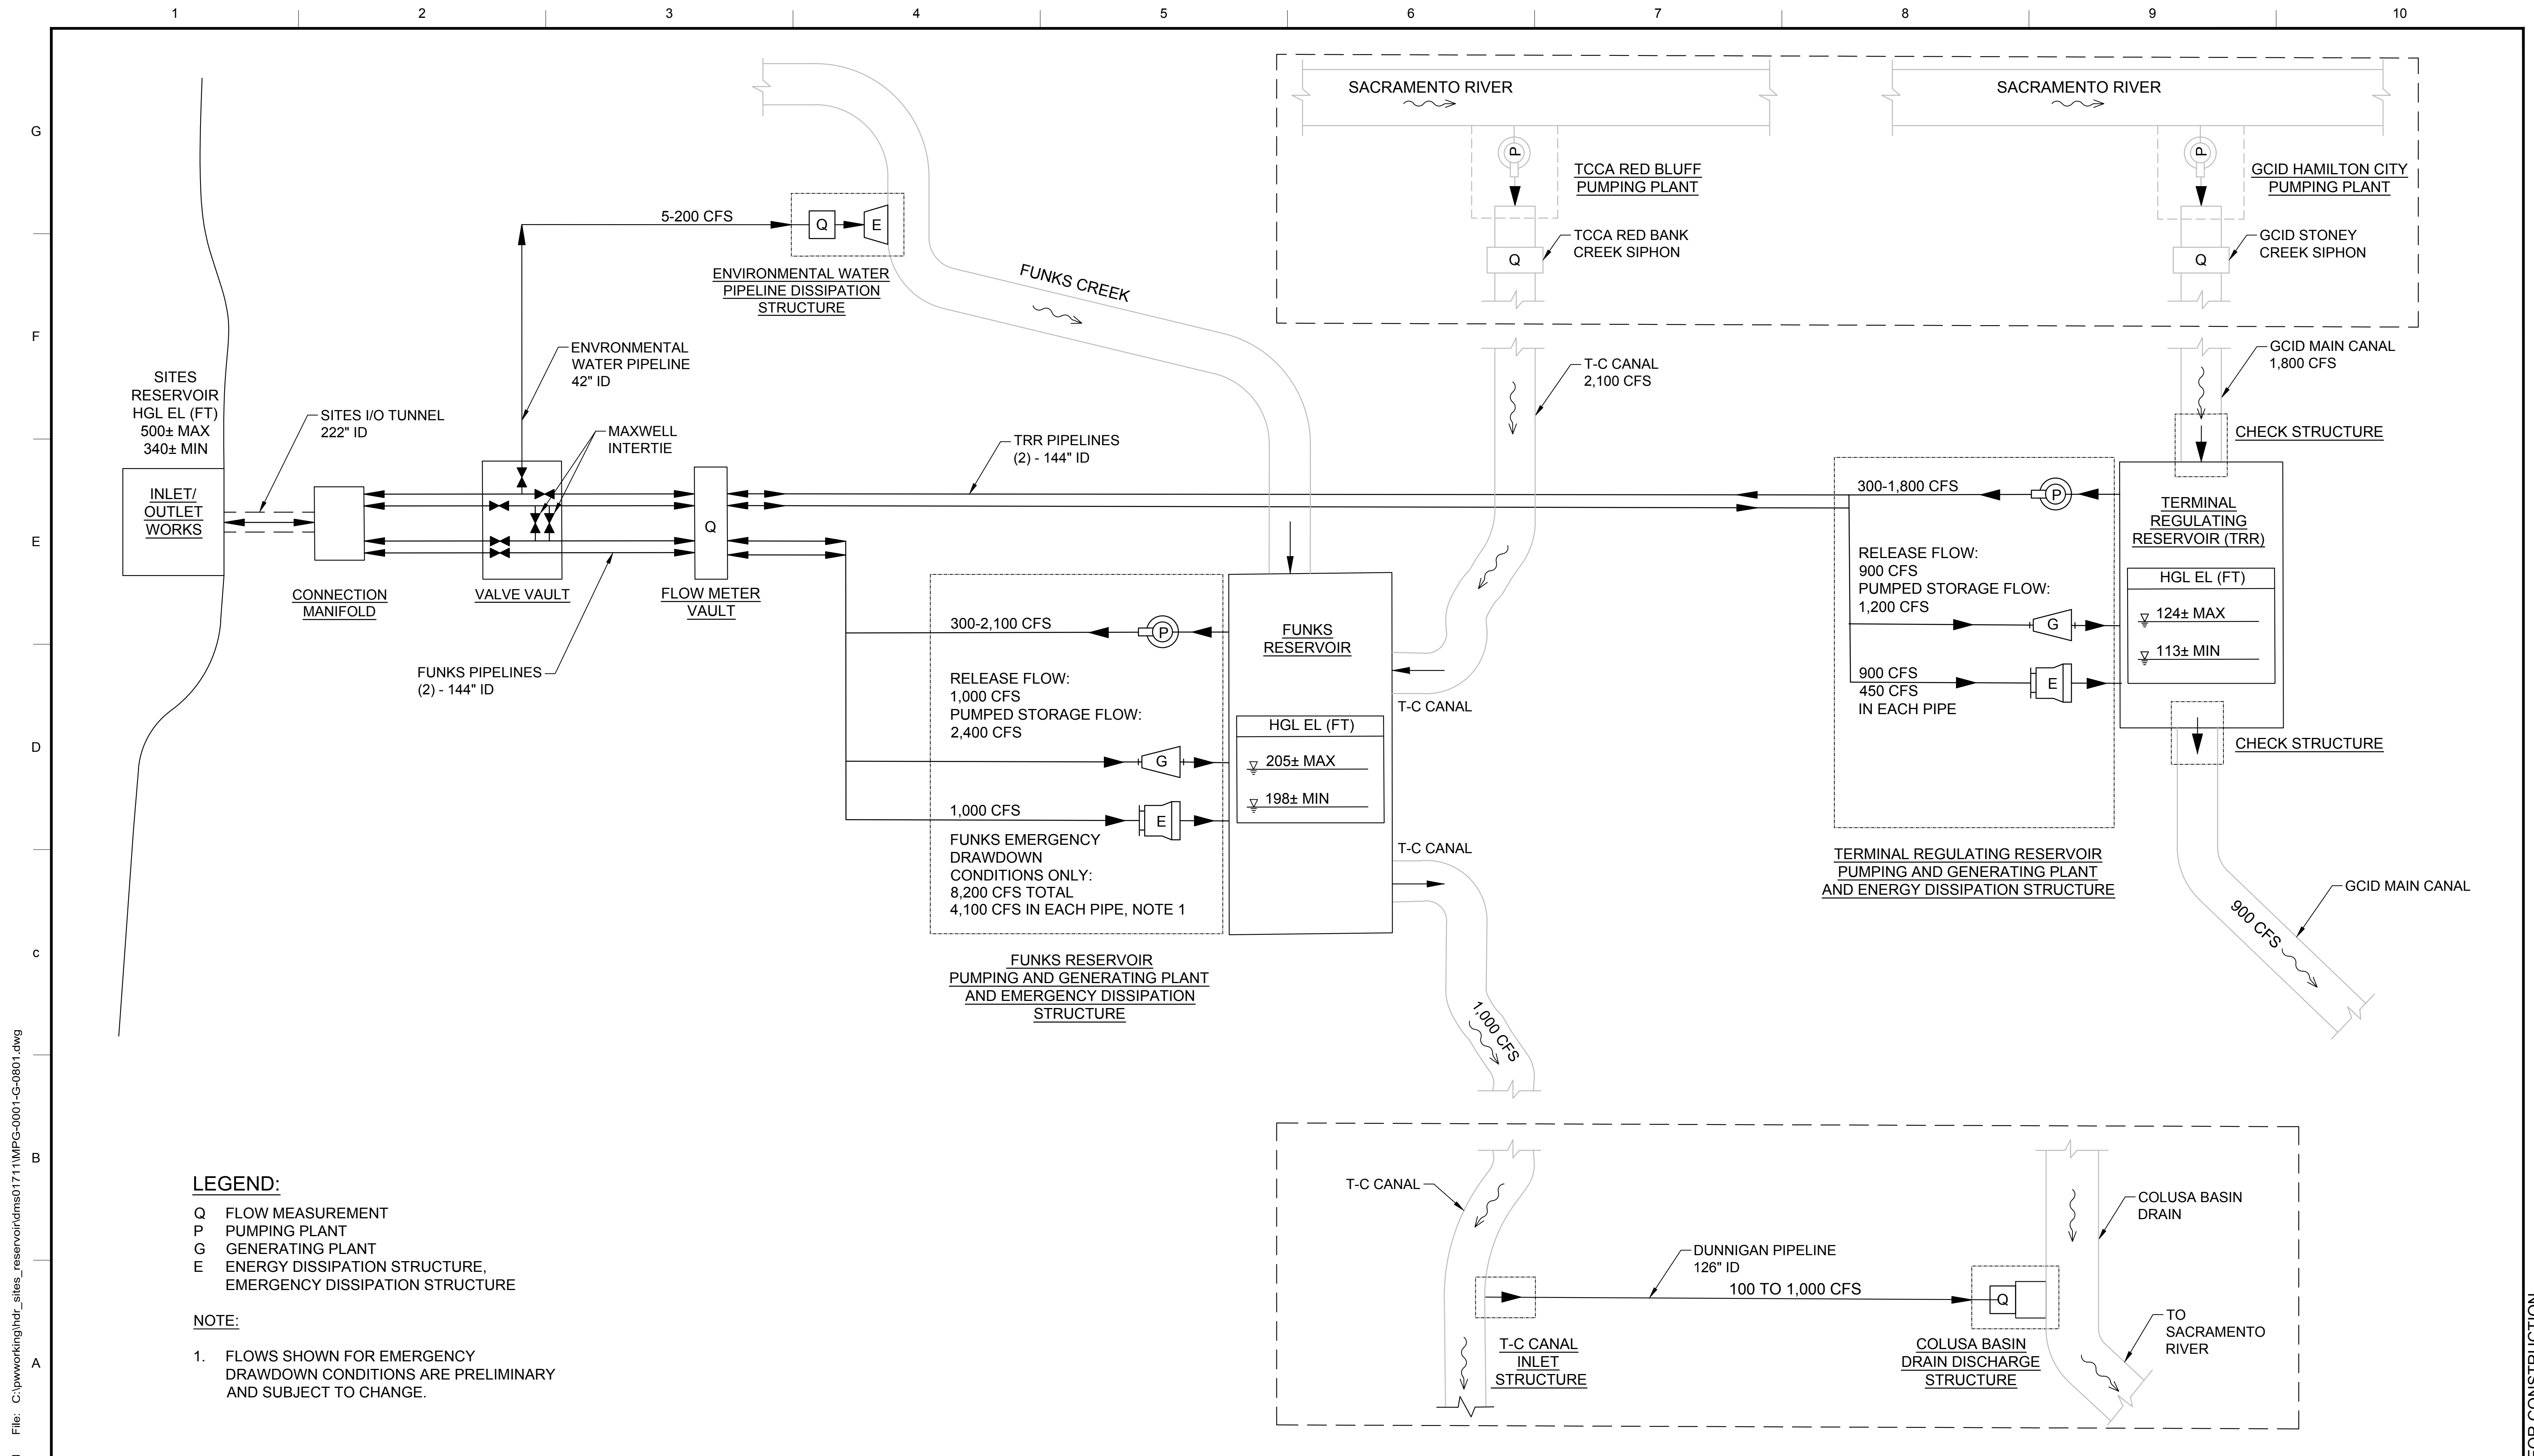 1 2 3 4 5 6 7 8 9 10
G
F
E
D
c
B
A
SACRAMENTO RIVER
P
TCCA RED BLUFF
PUMPING PLANT
TCCA RED BANK
CREEK SIPHON
Q
SACRAMENTO RIVER
P
GCID HAMILTON CITY
PUMPING PLANT
GCID STONEY
CREEK SIPHON
Q
5-200 CFS
Q
E
ENVIRONMENTAL WATER
PIPELINE DISSIPATION
STRUCTURE
FUNKS CREEK
ENVRONMENTAL
WATER PIPELINE
42" ID
T-C CANAL
2,100 CFS
GCID MAIN CANAL
1,800 CFS
SITES
RESERVOIR
HGL EL (FT)
500± MAX
340± MIN
SITES I/O TUNNEL
222" ID
MAXWELL
INTERTIE
TRR PIPELINES
(2) - 144" ID
CHECK STRUCTURE
INLET/
OUTLET
WORKS
CONNECTION
MANIFOLD
VALVE VAULT
Q
FLOW METER
VAULT
FUNKS PIPELINES
(2) - 144" ID
300-2,100 CFS
P
RELEASE FLOW:
1,000 CFS
PUMPED STORAGE FLOW:
2,400 CFS
G
1,000 CFS
E
FUNKS EMERGENCY
DRAWDOWN
CONDITIONS ONLY:
8,200 CFS TOTAL
4,100 CFS IN EACH PIPE, NOTE 1
FUNKS RESERVOIR
PUMPING AND GENERATING PLANT
AND EMERGENCY DISSIPATION
STRUCTURE
FUNKS
RESERVOIR
HGL EL (FT)
205± MAX
198± MIN
T-C CANAL
T-C CANAL
1,000 CFS
300-1,800 CFS
P
RELEASE FLOW:
900 CFS
PUMPED STORAGE FLOW:
1,200 CFS
G
900 CFS
450 CFS
IN EACH PIPE
E
TERMINAL REGULATING RESERVOIR
PUMPING AND GENERATING PLANT
AND ENERGY DISSIPATION STRUCTURE
TERMINAL
REGULATING
RESERVOIR (TRR)
HGL EL (FT)
124± MAX
113± MIN
CHECK STRUCTURE
GCID MAIN CANAL
900 CFS
LEGEND:
Q FLOW MEASUREMENT
P PUMPING PLANT
G GENERATING PLANT
E ENERGY DISSIPATION STRUCTURE,
EMERGENCY DISSIPATION STRUCTURE
NOTE:
1. FLOWS SHOWN FOR EMERGENCY
DRAWDOWN CONDITIONS ARE PRELIMINARY
AND SUBJECT TO CHANGE.
T-C CANAL
DUNNIGAN PIPELINE
126" ID
100 TO 1,000 CFS
T-C CANAL
INLET
STRUCTURE
Q
COLUSA BASIN
DRAIN DISCHARGE
STRUCTURE
COLUSA BASIN
DRAIN
TO
SACRAMENTO
RIVER
File: C:\pwworking\hdr_sites_reservoir\dms01711\MPG-0001-G-0801.dwg
FOR CONSTRUCTION